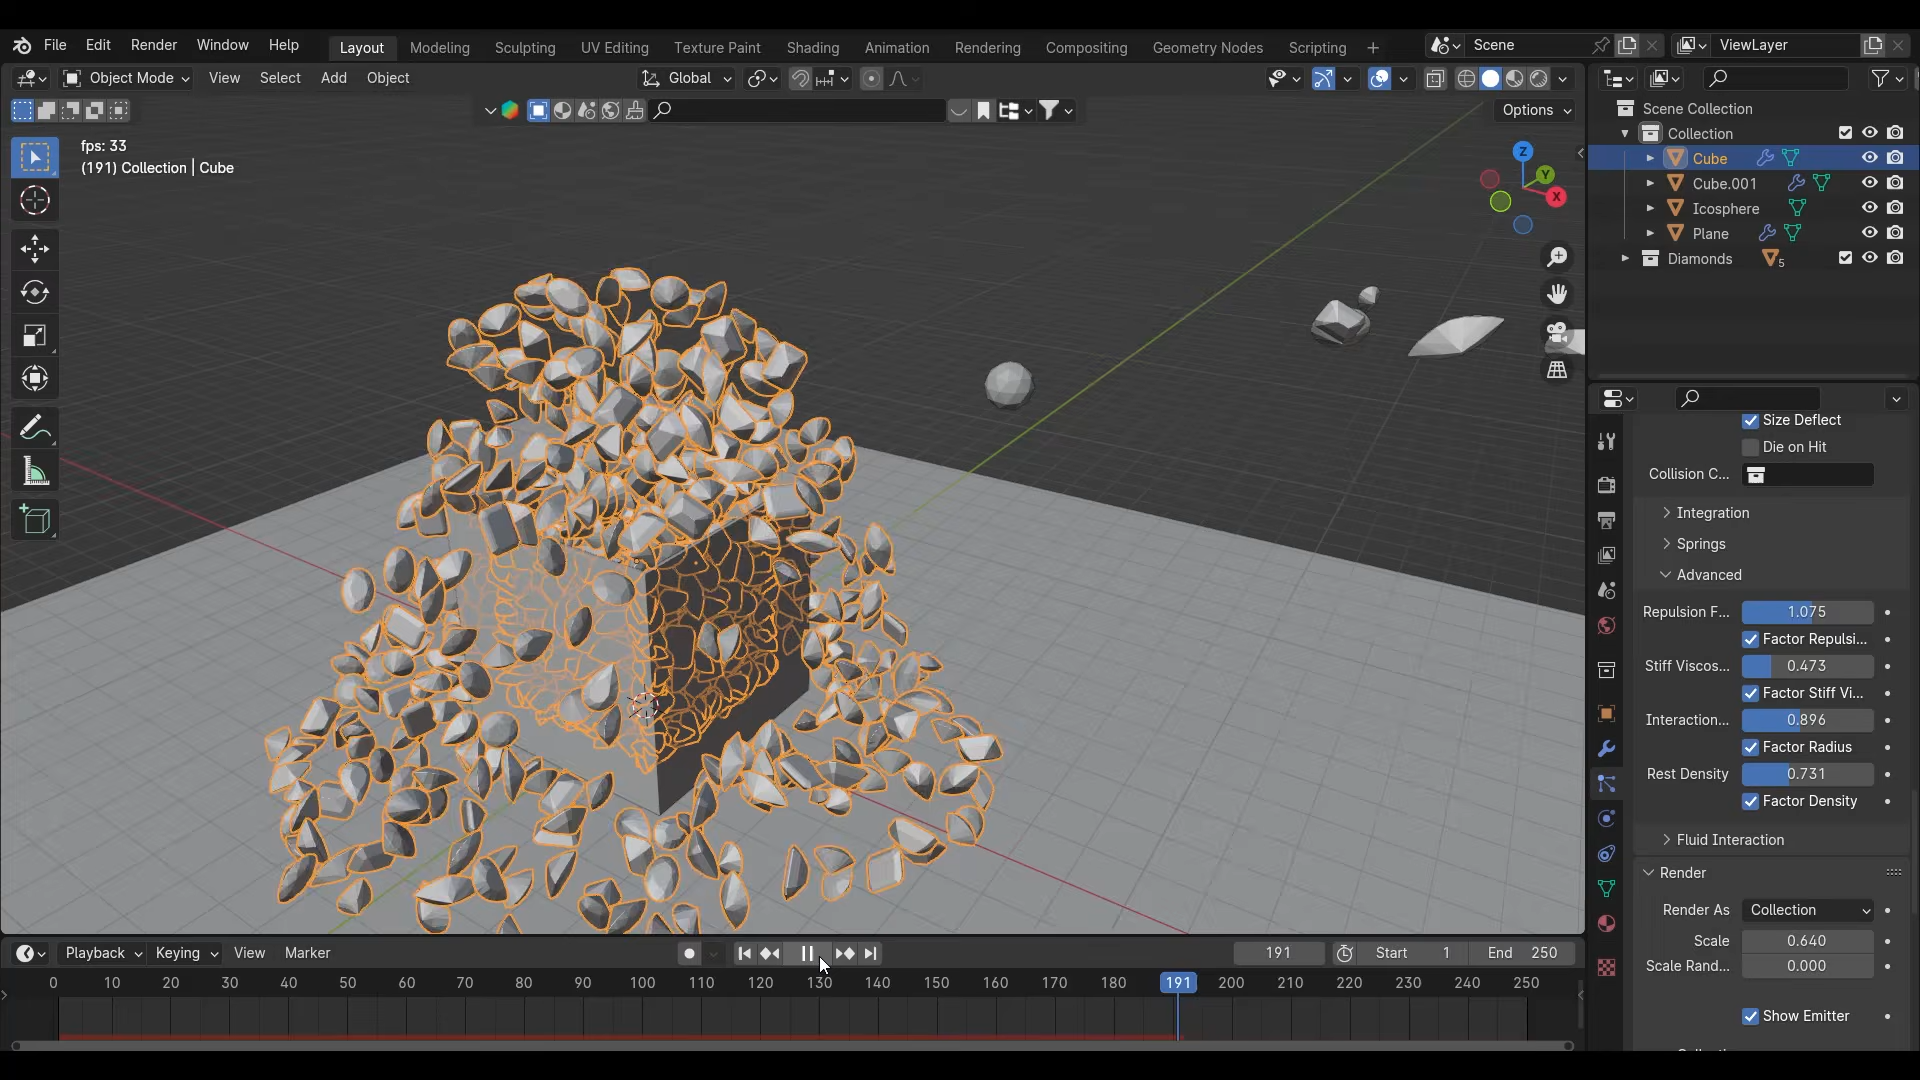 File Edit Render Window Help Layout Modeling Sculpting UV Editing Texture Paint Shading Animation Rendering Compositing Geometry Nodes Scripting + Scene ViewLayer
Object Mode View Select Add Object Global
Options
fps: 33
(191) Collection | Cube
Z
Y
X
Scene Collection
Collection
Cube
Cube.001
Icosphere
Plane
Diamonds 5
Size Deflect
Die on Hit
Collision C...
Integration
Springs
Advanced
Repulsion F... 1.075
Factor Repulsi...
Stiff Viscos... 0.473
Factor Stiff Vi...
Interaction... 0.896
Factor Radius
Rest Density 0.731
Factor Density
Fluid Interaction
Render
Render As Collection
Scale 0.640
Scale Rand... 0.000
Show Emitter
Playback Keying View Marker 191 Start 1 End 250
0 10 20 30 40 50 60 70 80 90 100 110 120 130 140 150 160 170 180 191 200 210 220 230 240 250